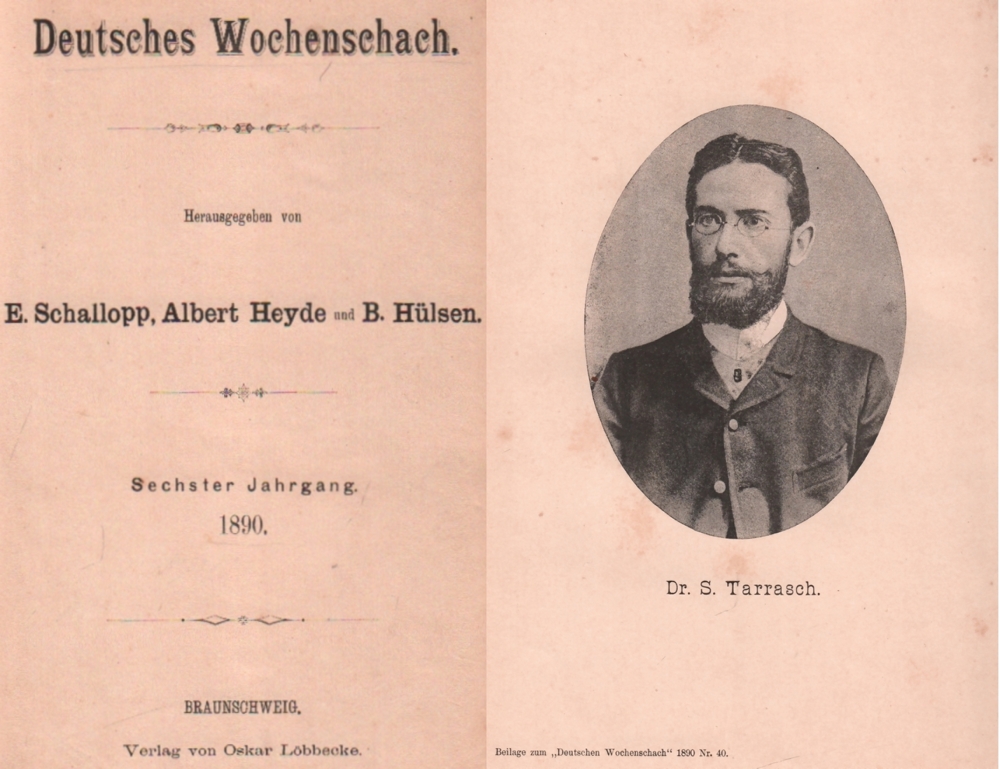 Deutsches Wochenschach.
Herausgegeben von
E. Schallopp, Albert Heyde und B. Hülsen.
Sechster Jahrgang.
1890.
BRAUNSCHWEIG.
Verlag von Oskar Löbbecke.
Dr. S. Tarrasch.
Beilage zum „Deutschen Wochenschach“ 1890 Nr. 40.